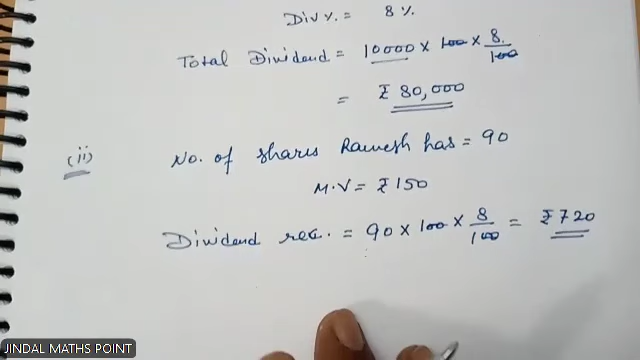 Div %. = 8 %
Total Dividend = 10000 × 100 × 8/100
= ₹ 80,000
(ii) No. of shares Ramesh has = 90
M.V = ₹ 150
Dividend rec. = 90 × 100 × 8/100 = ₹ 720
JINDAL MATHS POINT